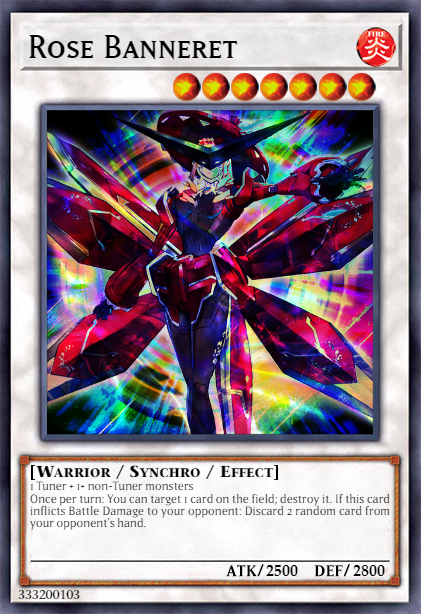 Rose Banneret
FIRE
炎
[Warrior / Synchro / Effect]
1 Tuner + 1+ non-Tuner monsters
Once per turn: You can target 1 card on the field; destroy it. If this card
inflicts Battle Damage to your opponent: Discard 2 random card from
your opponent's hand.
ATK/2500 DEF/2800
333200103